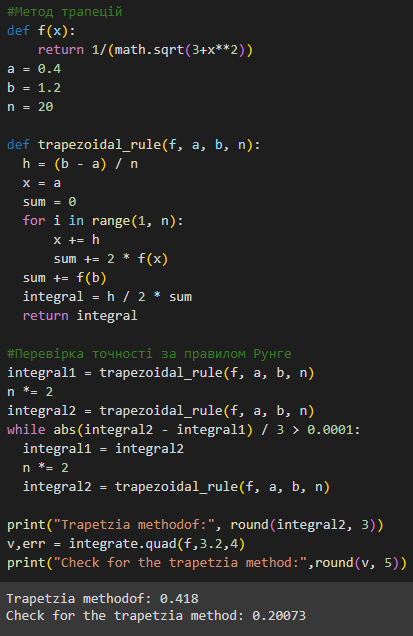 #Метод трапецій
def f(x):
    return 1/(math.sqrt(3+x**2))
a = 0.4
b = 1.2
n = 20

def trapezoidal_rule(f, a, b, n):
  h = (b - a) / n
  x = a
  sum = 0
  for i in range(1, n):
      x += h
      sum += 2 * f(x)
  sum += f(b)
  integral = h / 2 * sum
  return integral

#Перевірка точності за правилом Рунге
integral1 = trapezoidal_rule(f, a, b, n)
n *= 2
integral2 = trapezoidal_rule(f, a, b, n)
while abs(integral2 - integral1) / 3 > 0.0001:
  integral1 = integral2
  n *= 2
  integral2 = trapezoidal_rule(f, a, b, n)

print("Trapetzia methodof:", round(integral2, 3))
v,err = integrate.quad(f,3.2,4)
print("Check for the trapetzia method:",round(v, 5))
Trapetzia methodof: 0.418
Check for the trapetzia method: 0.20073